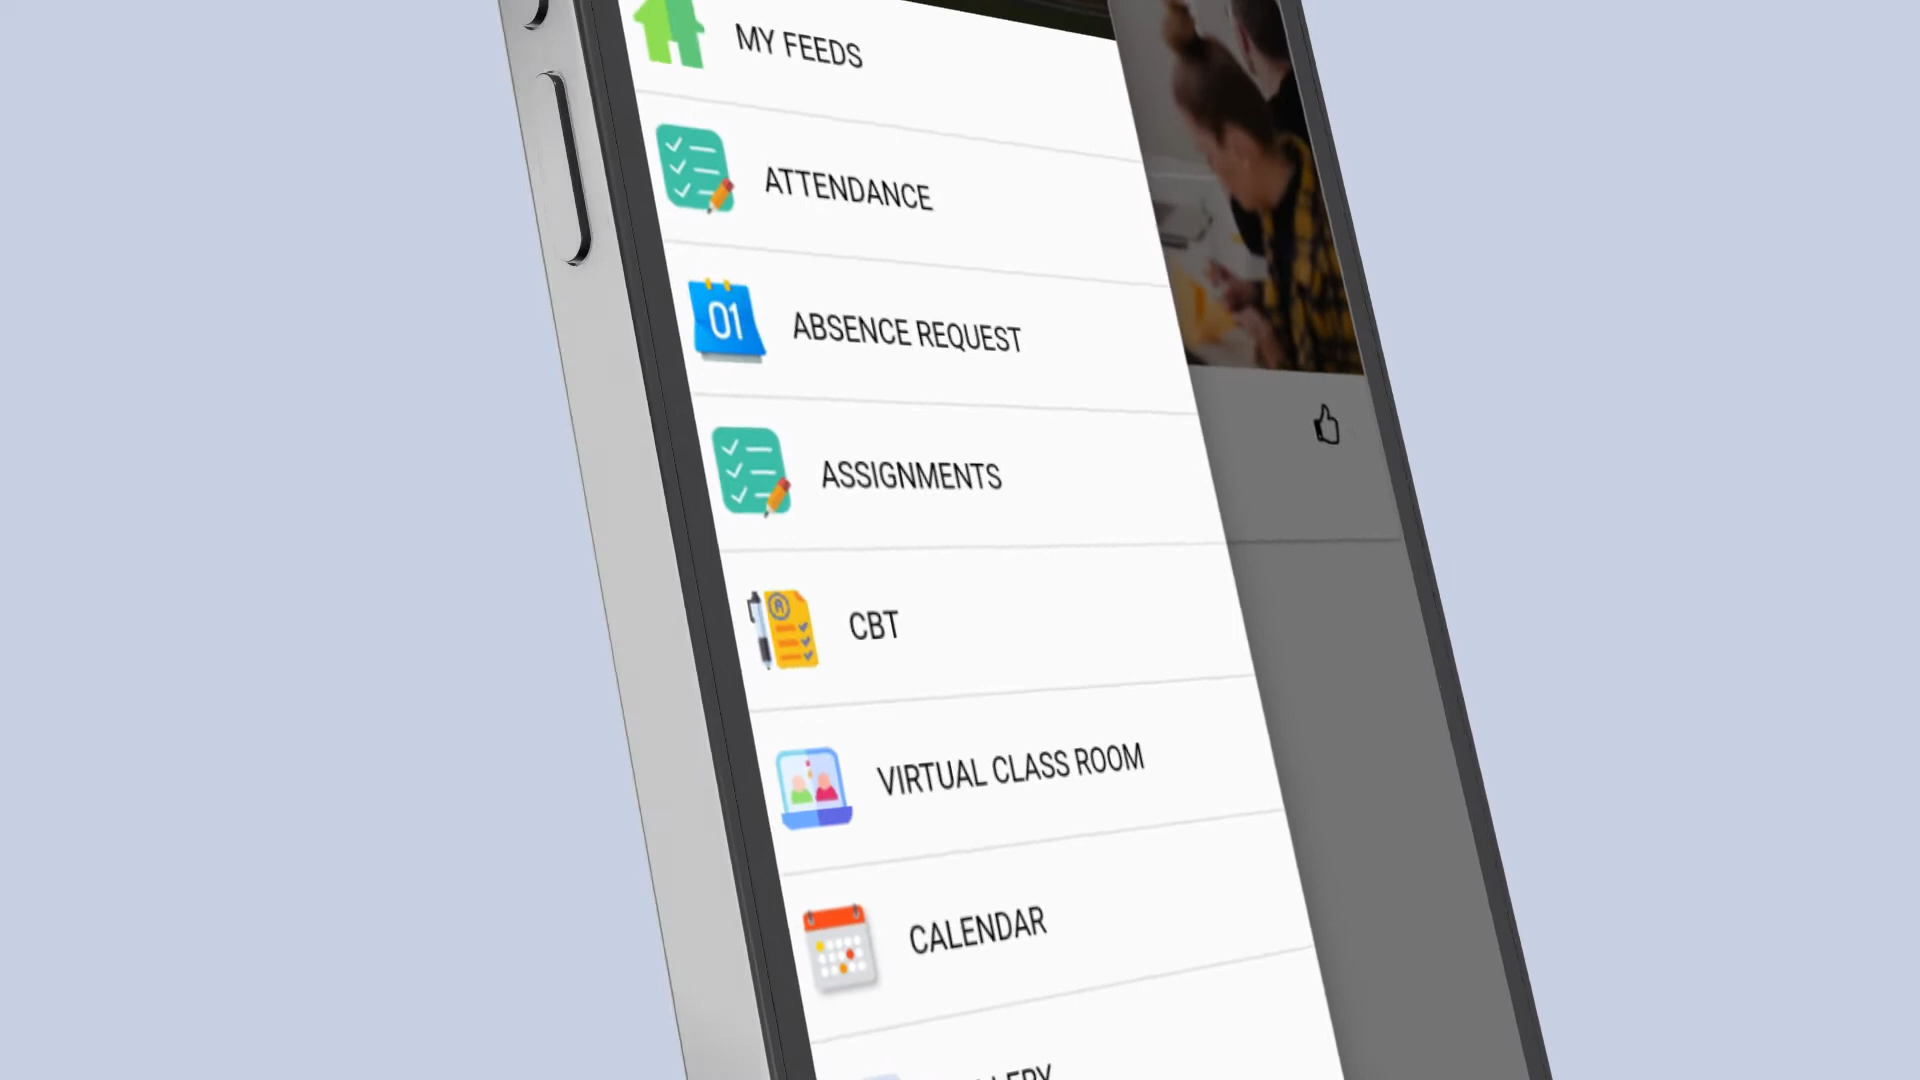 MY FEEDS
ATTENDANCE
01
ABSENCE REQUEST
ASSIGNMENTS
CBT
VIRTUAL CLASS ROOM
CALENDAR